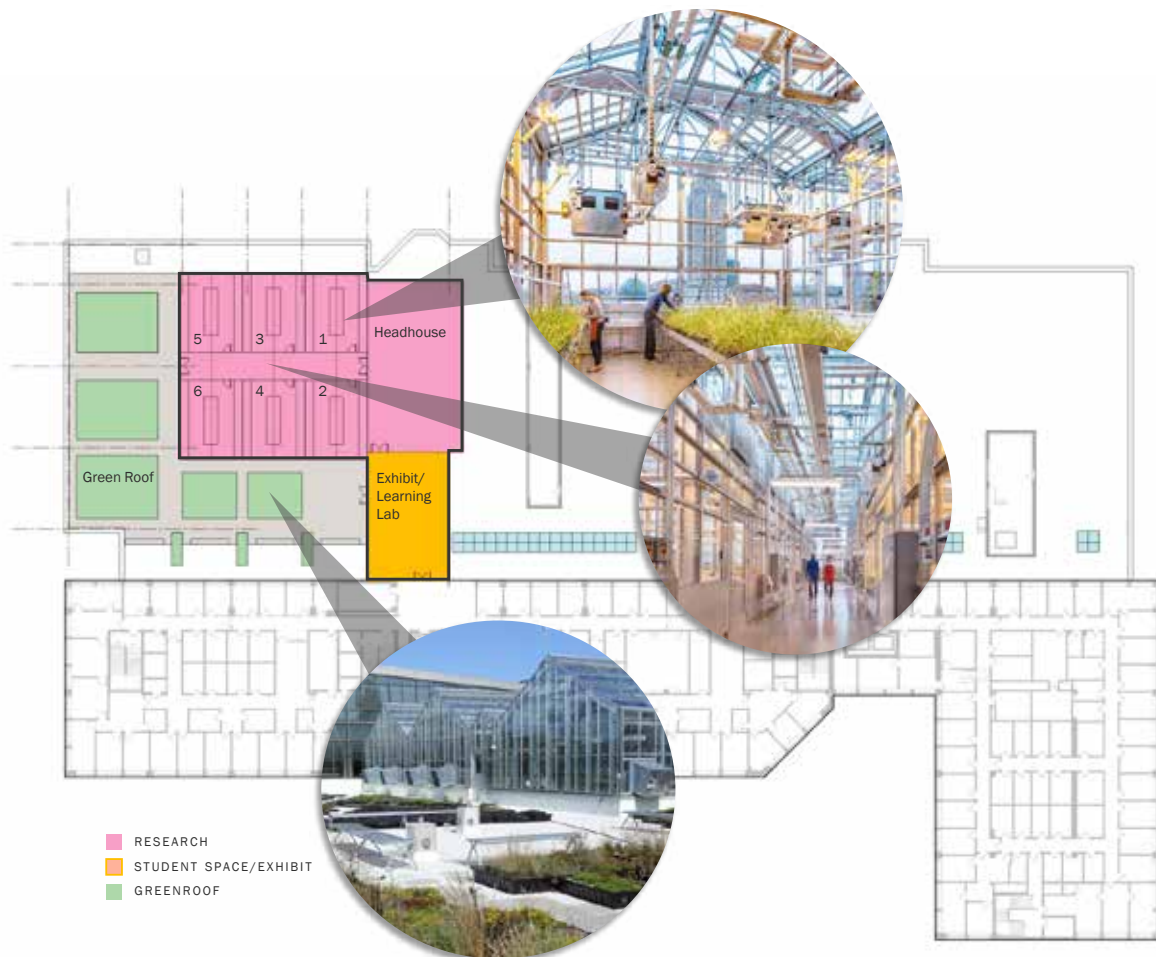 5
3
1
Headhouse
6
4
2
Green Roof
Exhibit/
Learning
Lab
RESEARCH
STUDENT SPACE/EXHIBIT
GREENROOF